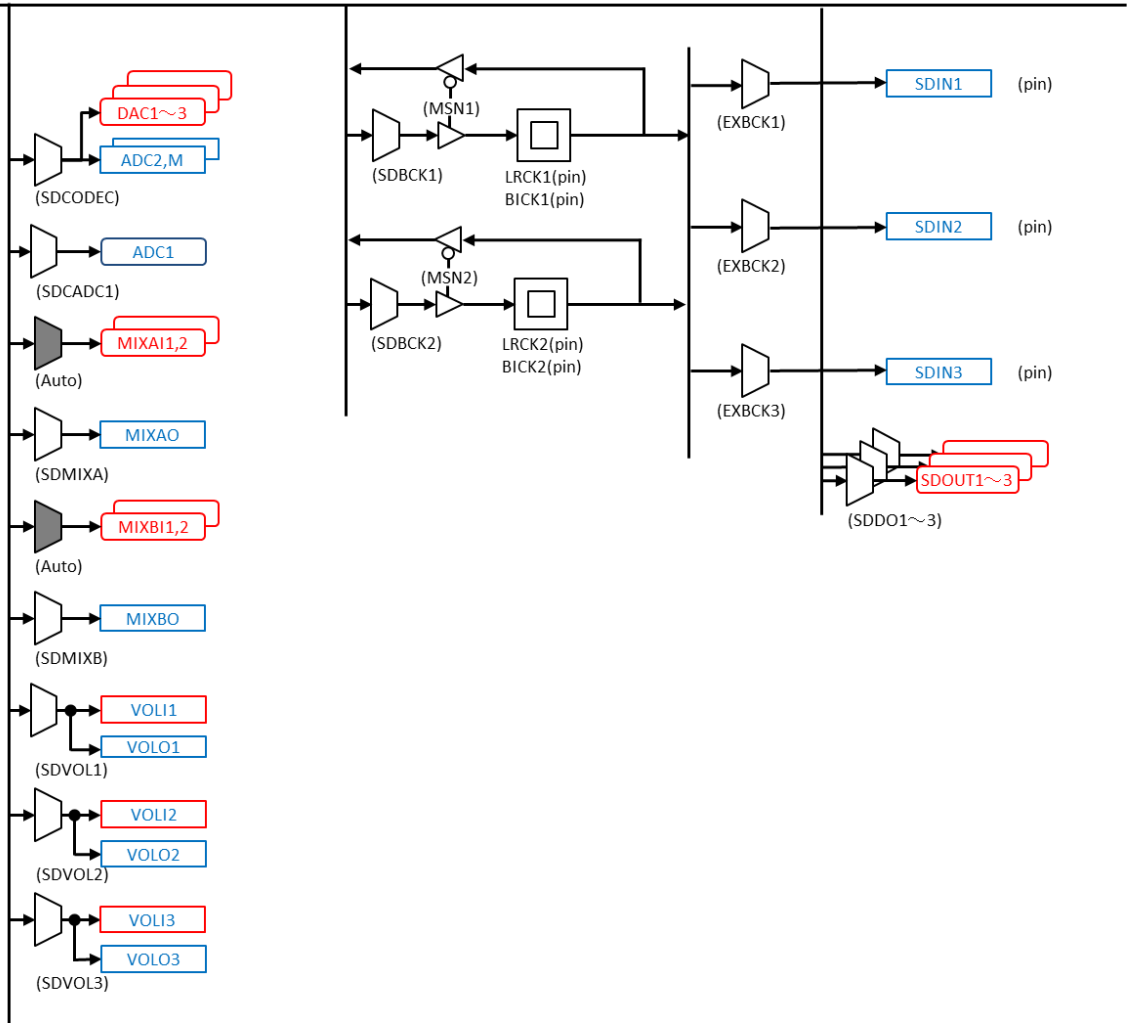 DAC1～3
ADC2,M
(SDCODEC)
ADC1
(SDCADC1)
MIXAI1,2
(Auto)
MIXAO
(SDMIXA)
MIXBI1,2
(Auto)
MIXBO
(SDMIXB)
VOLI1
VOLO1
(SDVOL1)
VOLI2
VOLO2
(SDVOL2)
VOLI3
VOLO3
(SDVOL3)
(MSN1)
(SDBCK1)
LRCK1(pin)
BICK1(pin)
(MSN2)
(SDBCK2)
LRCK2(pin)
BICK2(pin)
(EXBCK1)
SDIN1 (pin)
(EXBCK2)
SDIN2 (pin)
(EXBCK3)
SDIN3 (pin)
SDOUT1～3
(SDDO1～3)